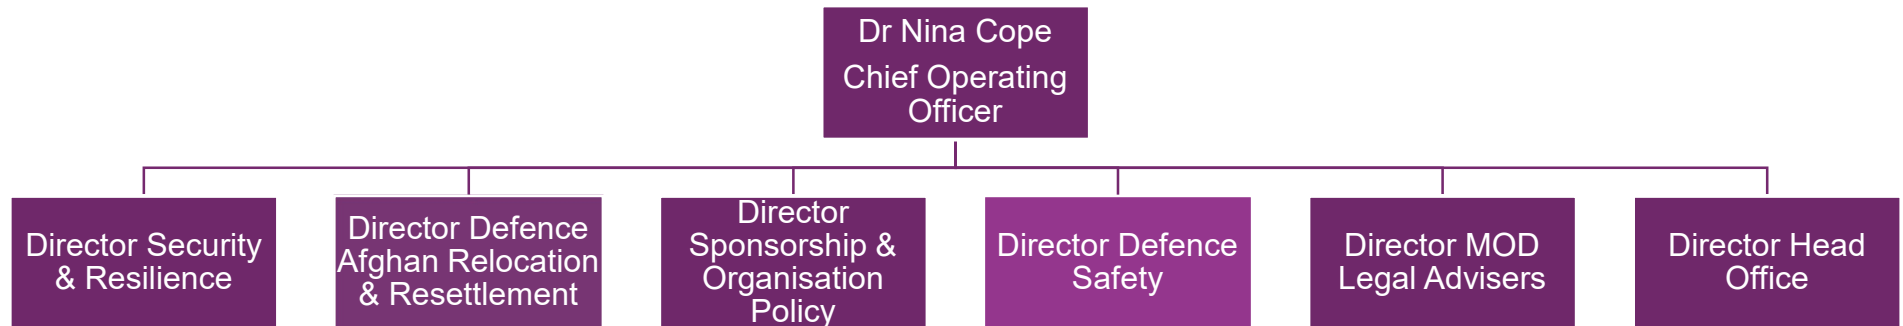 Dr Nina Cope
Chief Operating
Officer
Director Security
& Resilience
Director Defence
Afghan Relocation
& Resettlement
Director
Sponsorship &
Organisation
Policy
Director Defence
Safety
Director MOD
Legal Advisers
Director Head
Office